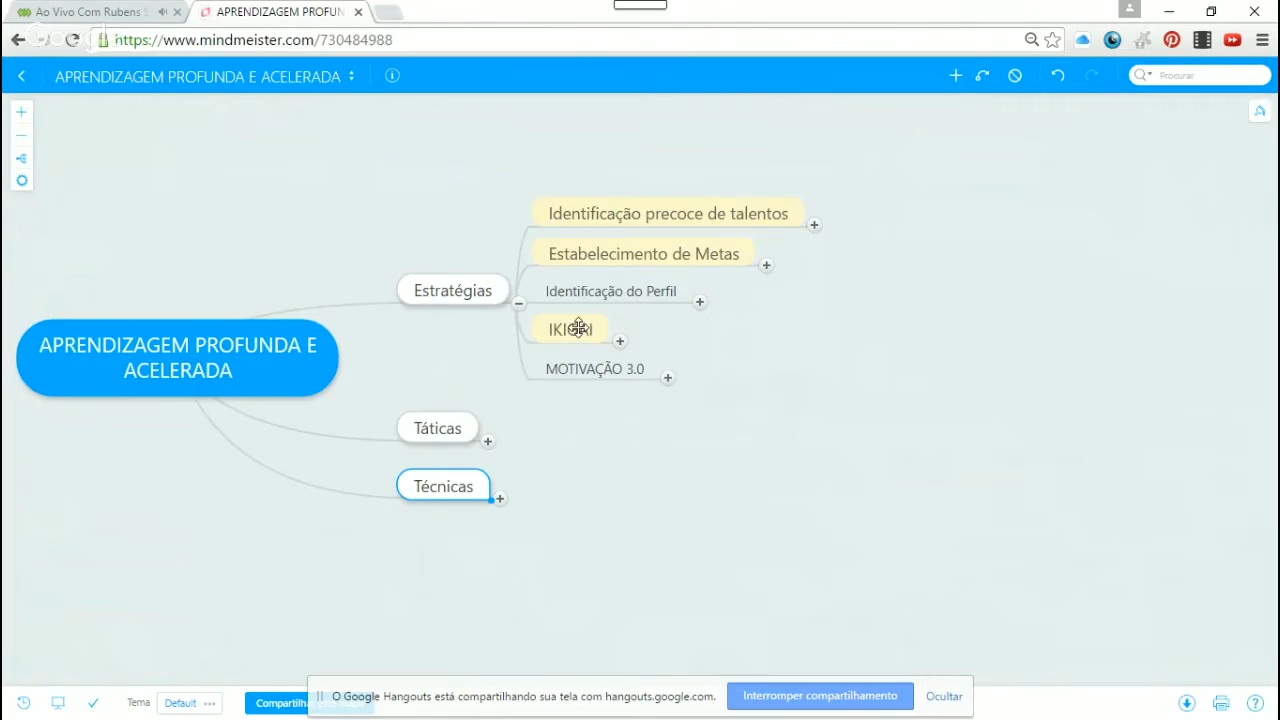 Ao Vivo Com Rubens
APRENDIZAGEM PROFUN
https://www.mindmeister.com/730484988
APRENDIZAGEM PROFUNDA E ACELERADA
Procurar
Identificação precoce de talentos
Estabelecimento de Metas
Estratégias
Identificação do Perfil
IKIGAI
MOTIVAÇÃO 3.0
APRENDIZAGEM PROFUNDA E
ACELERADA
Táticas
Técnicas
Tema
Default
Compartilh
O Google Hangouts está compartilhando sua tela com hangouts.google.com.
Interromper compartilhamento
Ocultar